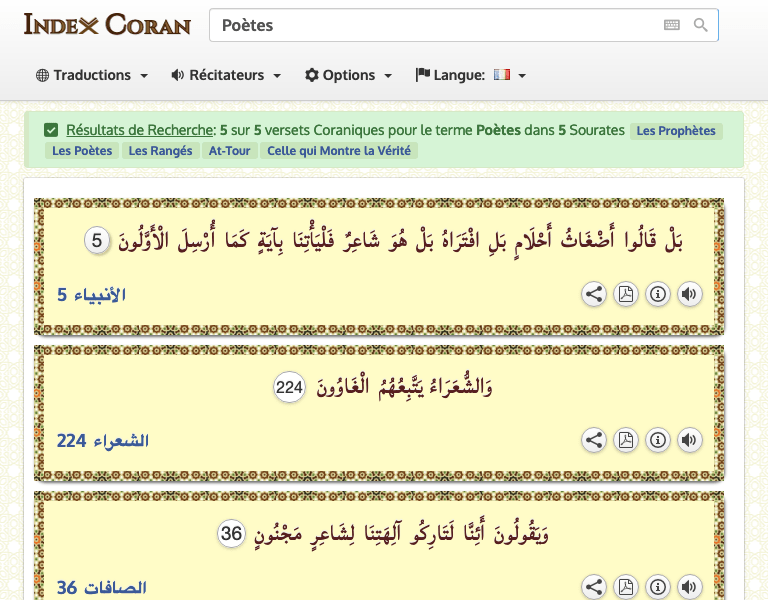 INDEX CORAN
Poètes
Traductions Récitateurs Options Langue:
Résultats de Recherche: 5 sur 5 versets Coraniques pour le terme Poètes dans 5 Sourates Les Prophètes
Les Poètes Les Rangés At-Tour Celle qui Montre la Vérité
بَلْ قَالُوا أَضْغَاثُ أَحْلَامٍ بَلِ افْتَرَاهُ بَلْ هُوَ شَاعِرٌ فَلْيَأْتِنَا بِآيَةٍ كَمَا أُرْسِلَ الْأَوَّلُونَ 5
الأنبياء 5
وَالشُّعَرَاءُ يَتَّبِعُهُمُ الْغَاوُونَ 224
الشعراء 224
وَيَقُولُونَ أَئِنَّا لَتَارِكُو آلِهَتِنَا لِشَاعِرٍ مَجْنُونٍ 36
الصافات 36